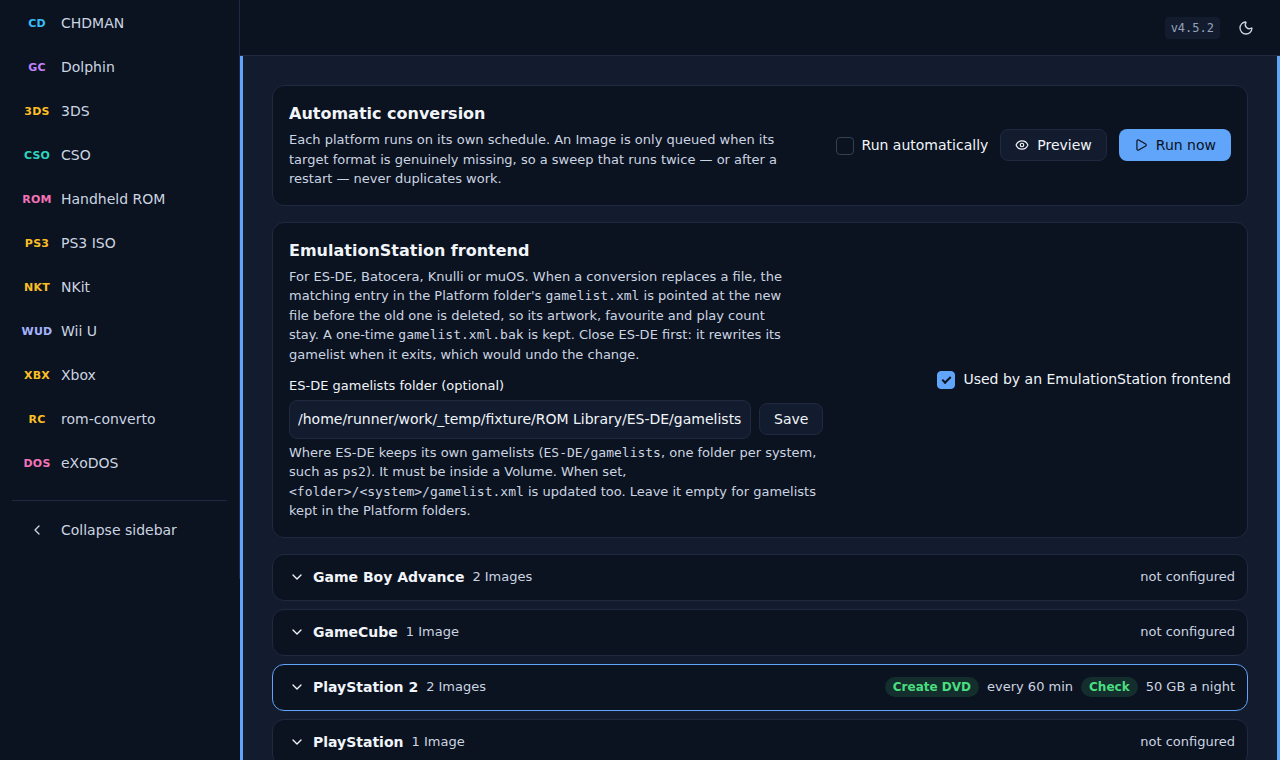 CD CHDMAN
GC Dolphin
3DS 3DS
CSO CSO
ROM Handheld ROM
PS3 PS3 ISO
NKT NKit
WUD Wii U
XBX Xbox
RC rom-converto
DOS eXoDOS
Collapse sidebar
v4.5.2
Automatic conversion
Each platform runs on its own schedule. An Image is only queued when its
target format is genuinely missing, so a sweep that runs twice — or after a
restart — never duplicates work.
Run automatically
Preview
Run now
EmulationStation frontend
For ES-DE, Batocera, Knulli or muOS. When a conversion replaces a file, the
matching entry in the Platform folder's gamelist.xml is pointed at the new
file before the old one is deleted, so its artwork, favourite and play count
stay. A one-time gamelist.xml.bak is kept. Close ES-DE first: it rewrites its
gamelist when it exits, which would undo the change.
ES-DE gamelists folder (optional)
/home/runner/work/_temp/fixture/ROM Library/ES-DE/gamelists
Save
Where ES-DE keeps its own gamelists (ES-DE/gamelists, one folder per system,
such as ps2). It must be inside a Volume. When set,
<folder>/<system>/gamelist.xml is updated too. Leave it empty for gamelists
kept in the Platform folders.
Used by an EmulationStation frontend
Game Boy Advance 2 Images not configured
GameCube 1 Image not configured
PlayStation 2 2 Images Create DVD every 60 min Check 50 GB a night
PlayStation 1 Image not configured